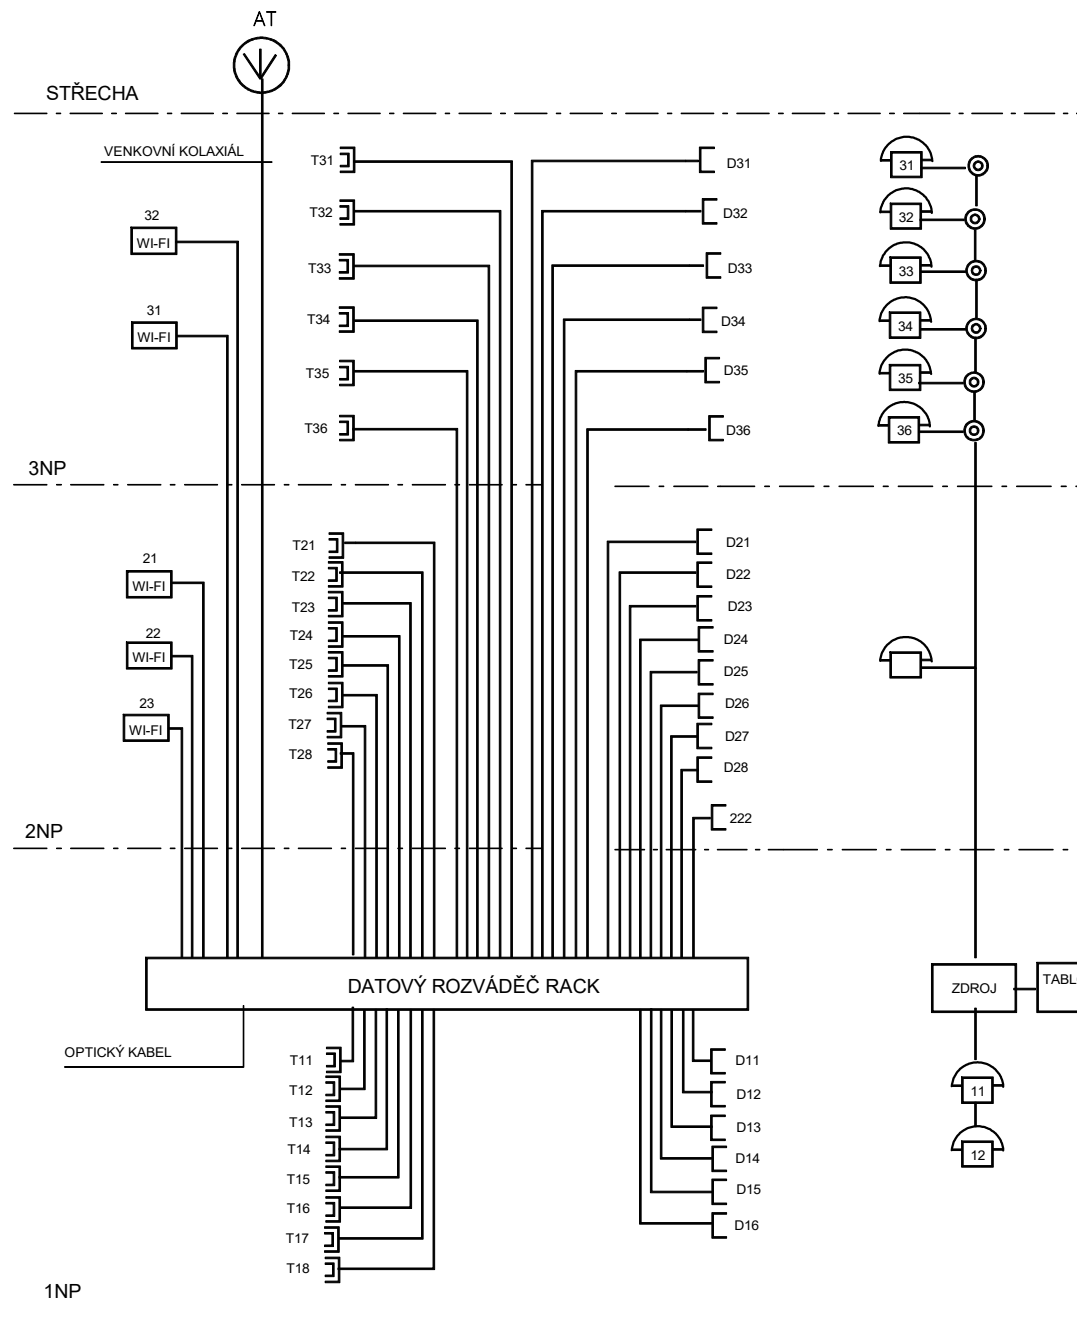 AT
STŘECHA
VENKOVNÍ KOLAXIÁL
T31
D31
31
32
WI-FI
T32
D32
32
T33
D33
33
31
WI-FI
T34
D34
34
T35
D35
35
T36
D36
36
3NP
T21
D21
21
WI-FI
T22
D22
T23
D23
22
WI-FI
T24
D24
T25
D25
T26
D26
23
WI-FI
T27
D27
T28
D28
222
2NP
DATOVÝ ROZVÁDĚČ RACK
ZDROJ
TABL
OPTICKÝ KABEL
T11
D11
11
T12
D12
T13
D13
T14
D14
12
T15
D15
T16
D16
T17
T18
1NP